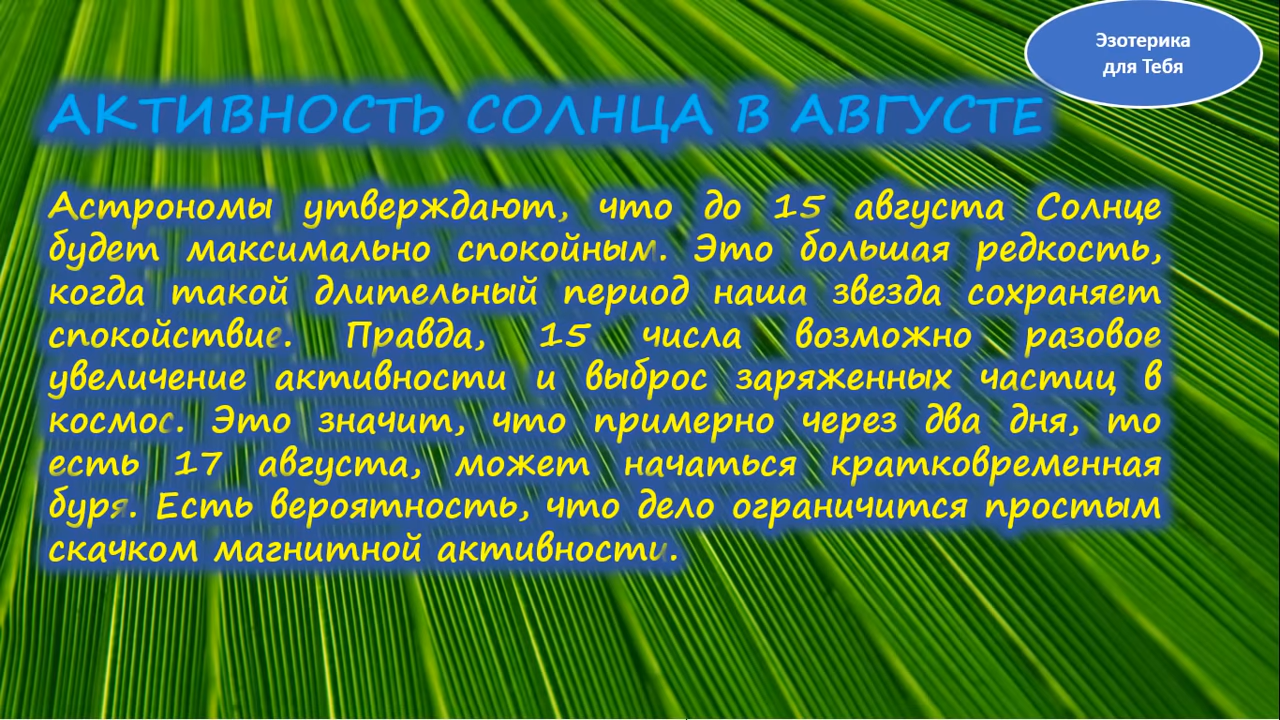 Эзотерика
для Тебя
АКТИВНОСТЬ СОЛНЦА В АВГУСТЕ
Астрономы утверждают, что до 15 августа Солнце
будет максимально спокойным. Это большая редкость,
когда такой длительный период наша звезда сохраняет
спокойствие. Правда, 15 числа возможно разовое
увеличение активности и выброс заряженных частиц в
космос. Это значит, что примерно через два дня, то
есть 17 августа, может начаться кратковременная
буря. Есть вероятность, что дело ограничится простым
скачком магнитной активности.